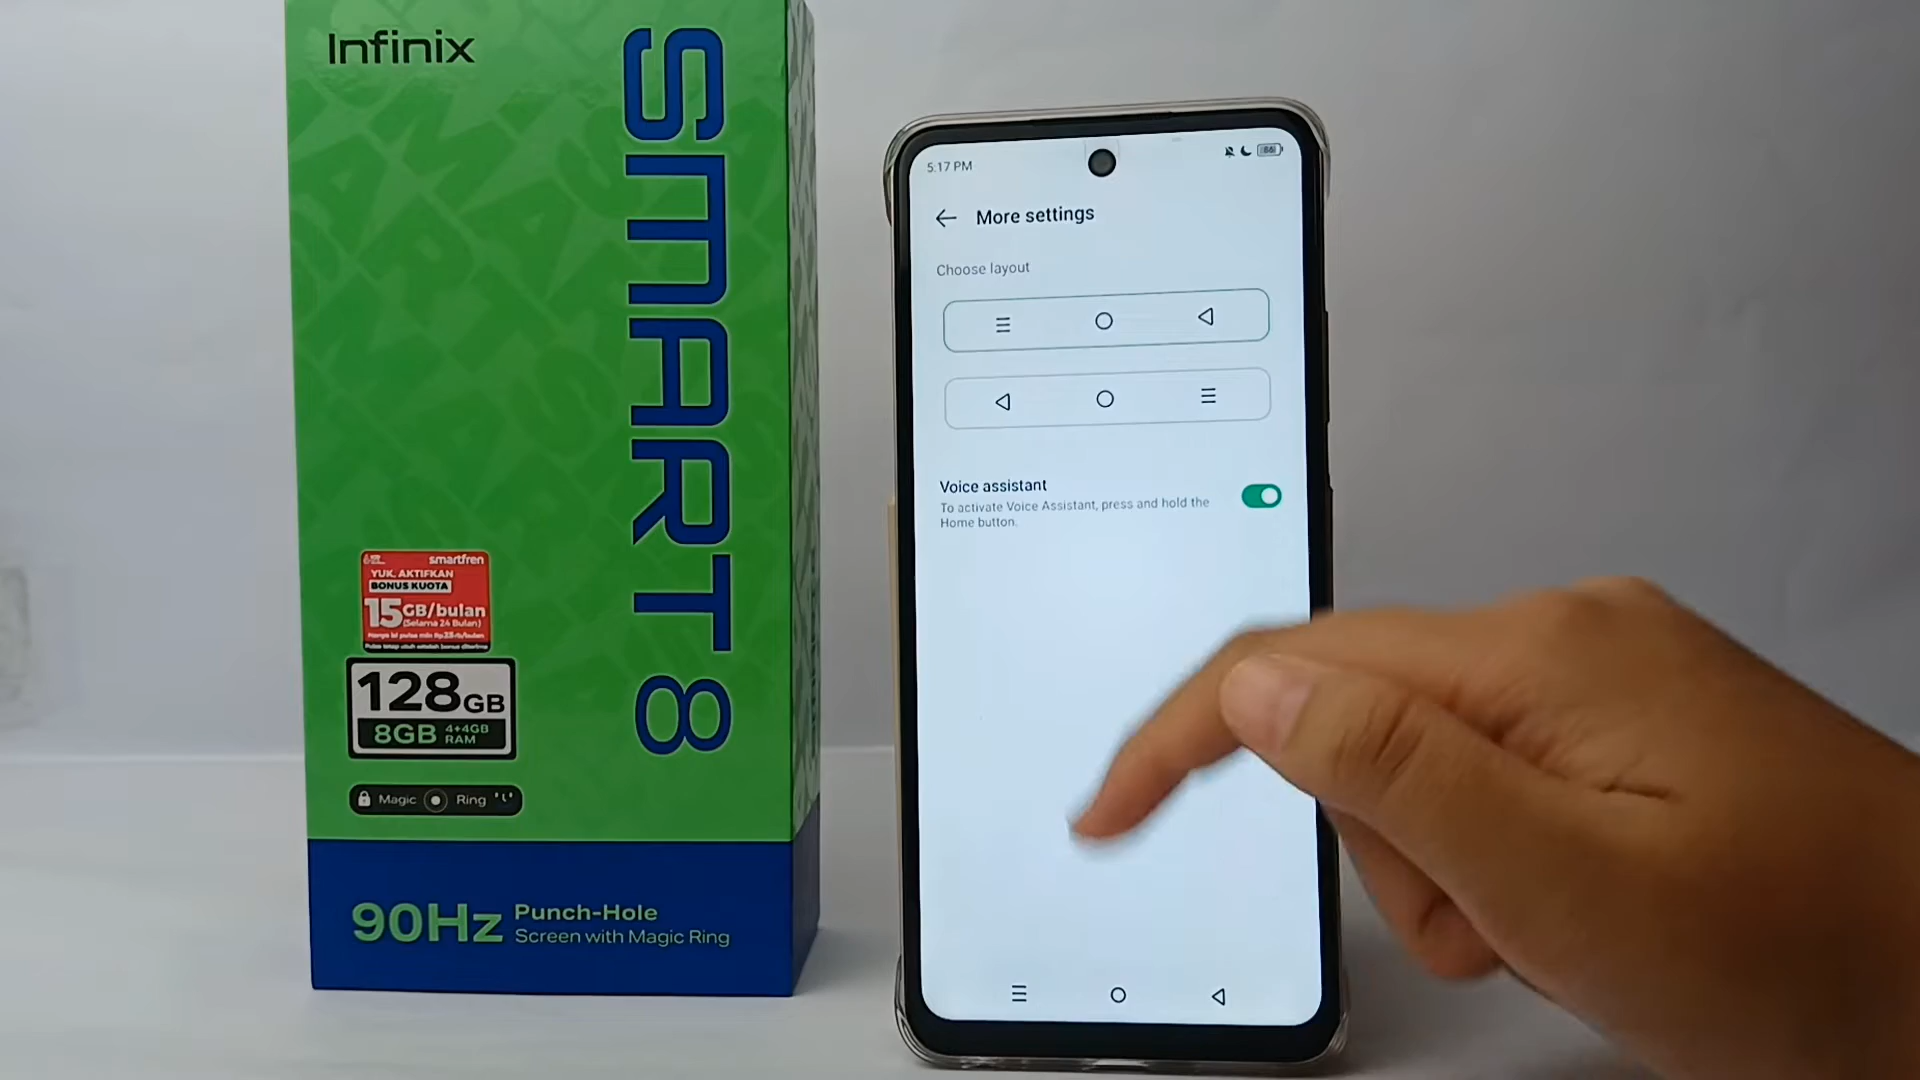 Infinix
SMART 8
smartfren
YUK, AKTIFKAN
BONUS KUOTA
15GB/bulan
(Selama 24 Bulan)
128GB
8GB 4+4GB
RAM
Magic Ring
90Hz Punch-Hole
Screen with Magic Ring
5:17 PM
More settings
Choose layout
Voice assistant
To activate Voice Assistant, press and hold the
Home button.